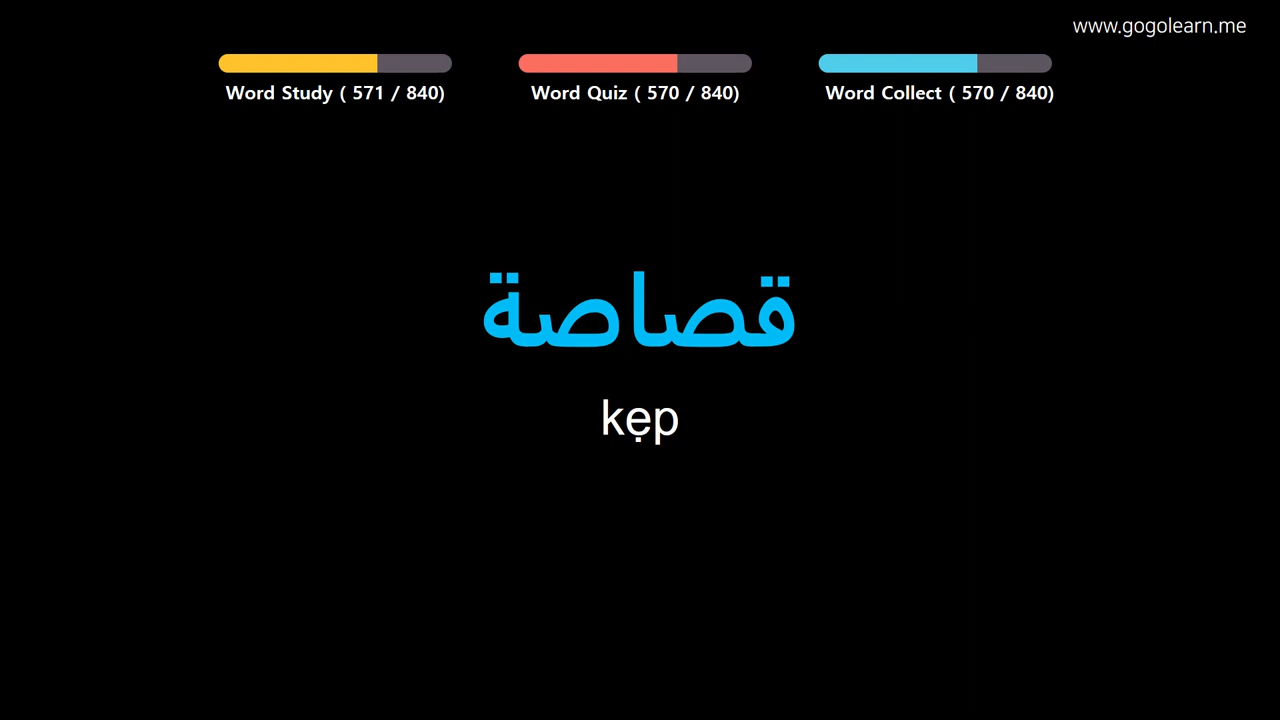 www.gogolearn.me
Word Study ( 571 / 840)
Word Quiz ( 570 / 840)
Word Collect ( 570 / 840)
قصاصة
kẹp